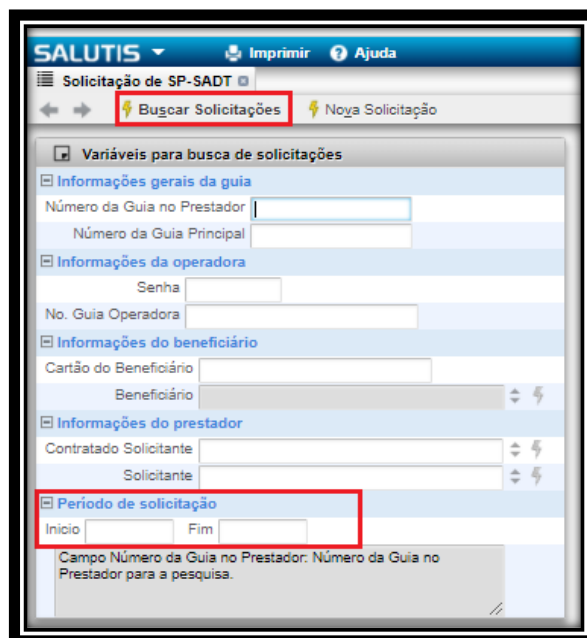 SALUTIS Imprimir Ajuda
Solicitação de SP-SADT
Buscar Solicitações Nova Solicitação
Variáveis para busca de solicitações
Informações gerais da guia
Número da Guia no Prestador
Número da Guia Principal
Informações da operadora
Senha
No. Guia Operadora
Informações do beneficiário
Cartão do Beneficiário
Beneficiário
Informações do prestador
Contratado Solicitante
Solicitante
Período de solicitação
Inicio Fim
Campo Número da Guia no Prestador: Número da Guia no
Prestador para a pesquisa.